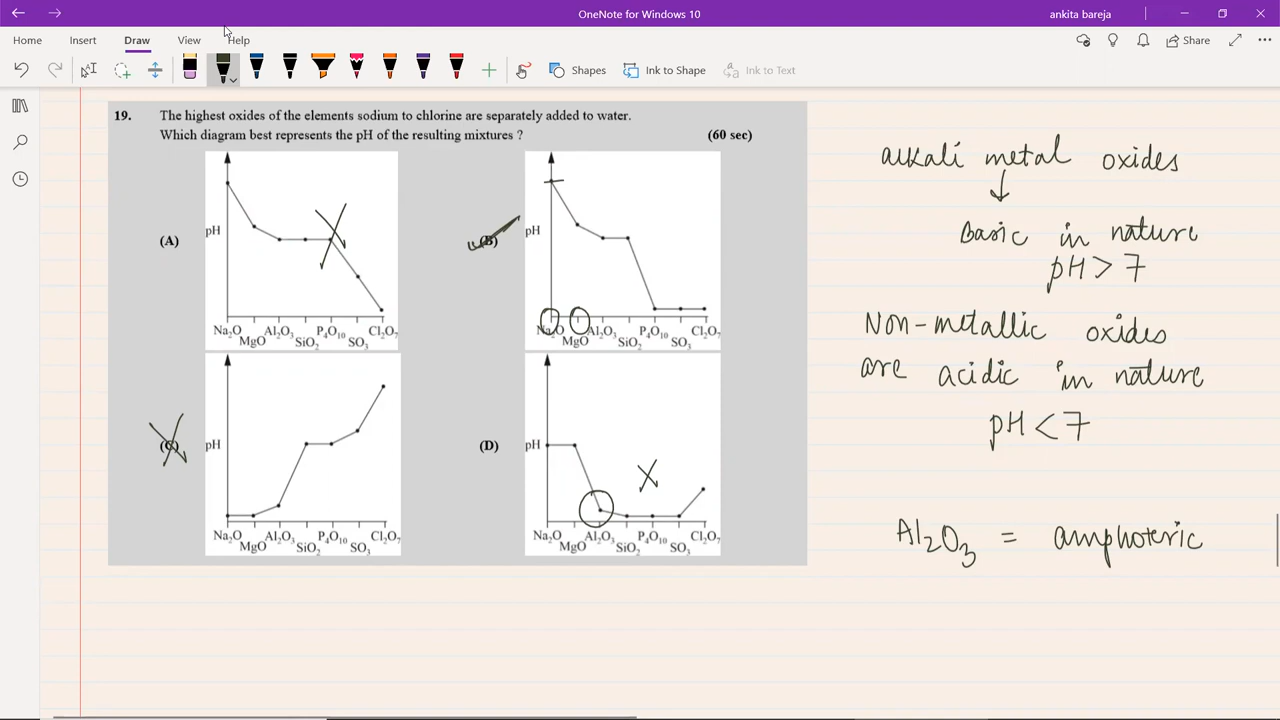 OneNote for Windows 10
ankita bareja
Home Insert Draw View Help
Share
Shapes Ink to Shape Ink to Text
19. The highest oxides of the elements sodium to chlorine are separately added to water.
Which diagram best represents the pH of the resulting mixtures ? (60 sec)
(A)
pH
Na₂O MgO Al₂O₃ SiO₂ P₄O₁₀ SO₃ Cl₂O₇
(B)
pH
Na₂O MgO Al₂O₃ SiO₂ P₄O₁₀ SO₃ Cl₂O₇
(C)
pH
Na₂O MgO Al₂O₃ SiO₂ P₄O₁₀ SO₃ Cl₂O₇
(D)
pH
Na₂O MgO Al₂O₃ SiO₂ P₄O₁₀ SO₃ Cl₂O₇
alkali metal oxides
↓
Basic in nature
pH > 7
Non-metallic oxides
are acidic in nature
pH < 7
Al₂O₃ = amphoteric